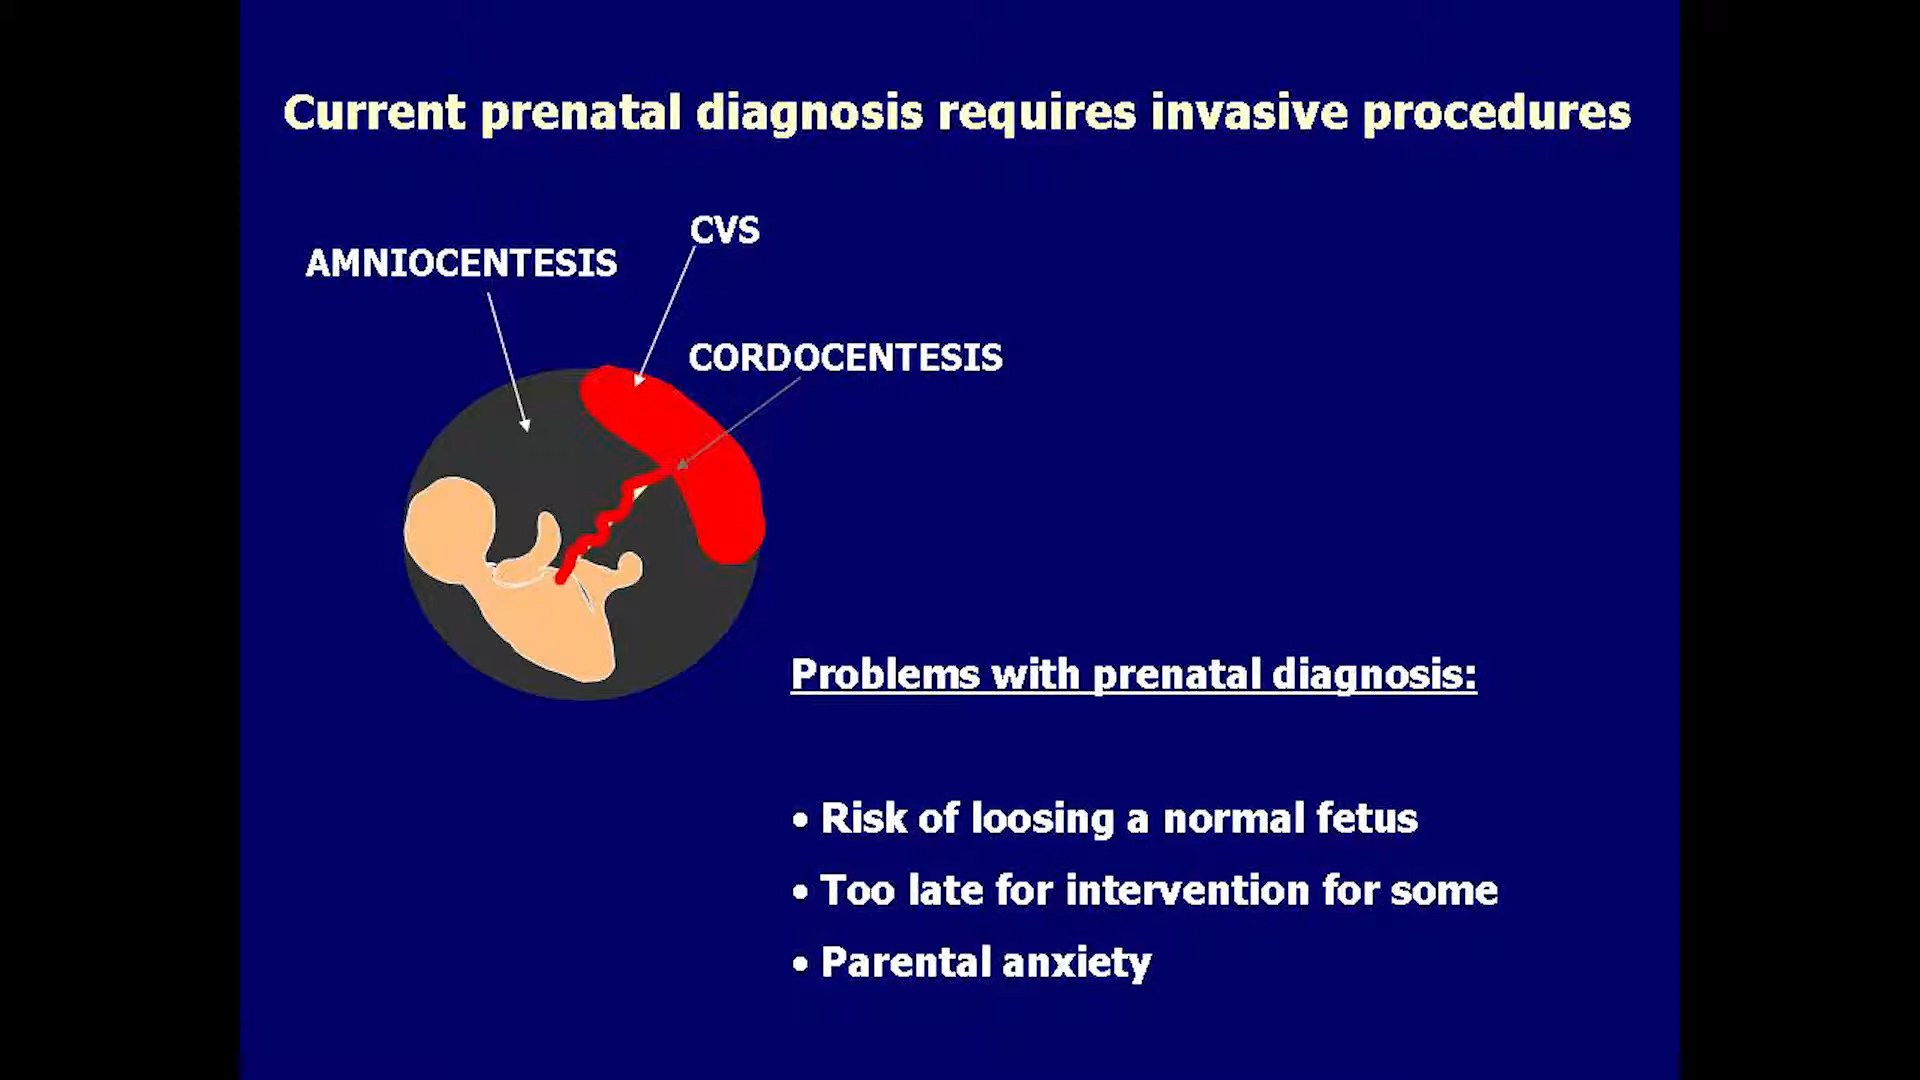 Current prenatal diagnosis requires invasive procedures
CVS
AMNIOCENTESIS
CORDOCENTESIS
Problems with prenatal diagnosis:
• Risk of loosing a normal fetus
• Too late for intervention for some
• Parental anxiety